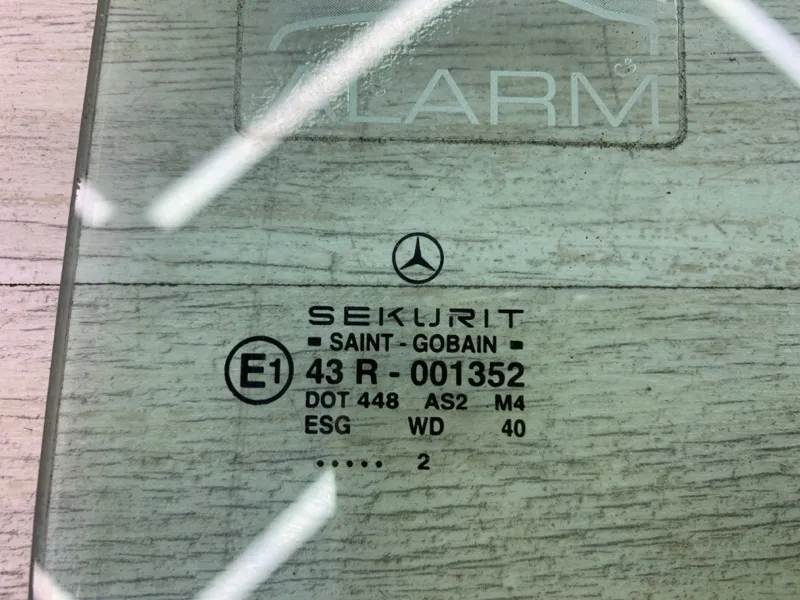 ALARM
SEKURIT
SAINT - GOBAIN
E1 43 R - 001352
DOT 448 AS2 M4
ESG WD 40
..... 2